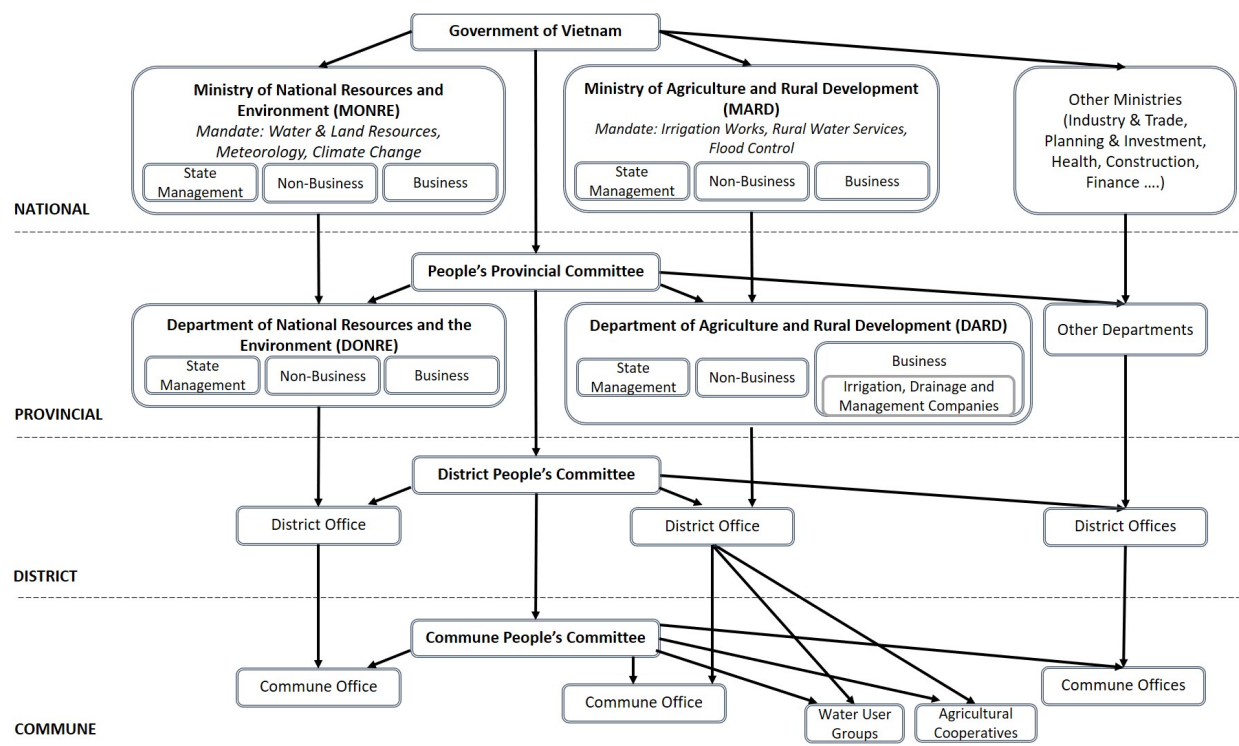 Government of Vietnam
Ministry of National Resources and
Environment (MONRE)
Mandate: Water & Land Resources,
Meteorology, Climate Change
State
Management
Non-Business
Business
Ministry of Agriculture and Rural Development
(MARD)
Mandate: Irrigation Works, Rural Water Services,
Flood Control
State
Management
Non-Business
Business
Other Ministries
(Industry & Trade,
Planning & Investment,
Health, Construction,
Finance ....)
NATIONAL
People's Provincial Committee
Department of National Resources and the
Environment (DONRE)
State
Management
Non-Business
Business
Department of Agriculture and Rural Development (DARD)
State
Management
Non-Business
Business
Irrigation, Drainage and
Management Companies
Other Departments
PROVINCIAL
District People's Committee
District Office
District Office
District Offices
DISTRICT
Commune People's Committee
Commune Office
Commune Office
Water User
Groups
Agricultural
Cooperatives
Commune Offices
COMMUNE